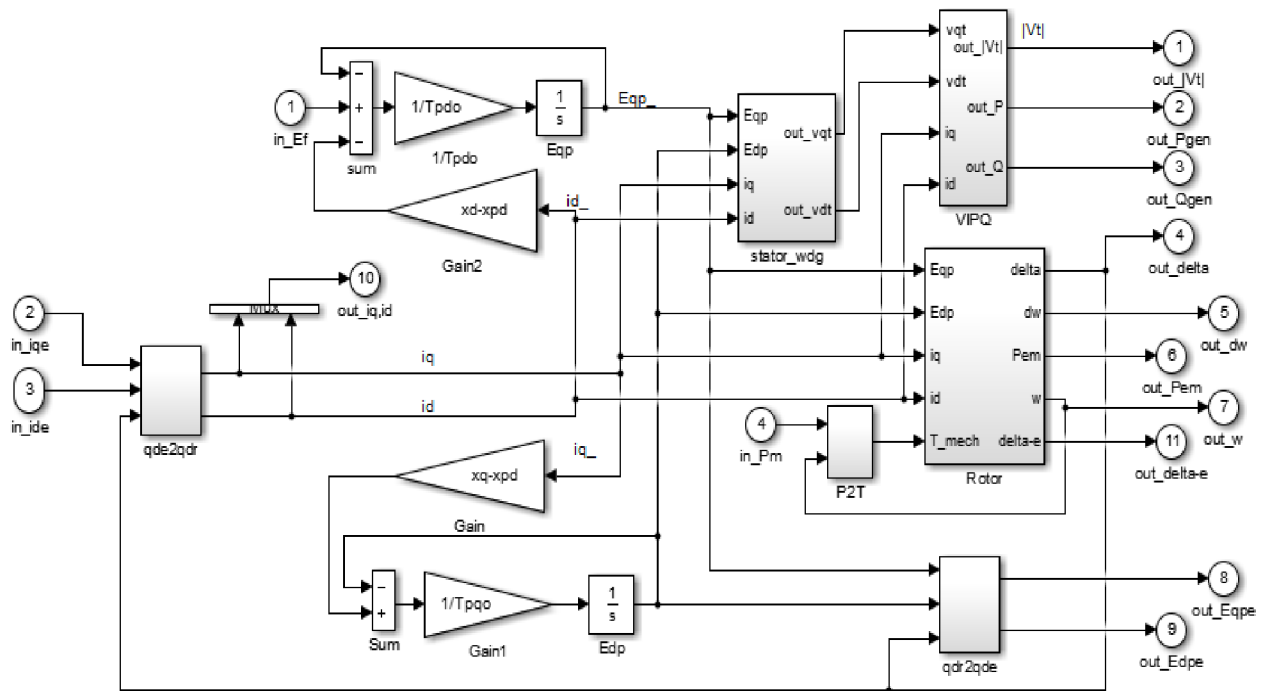 vqt
|Vt|
out_|Vt|
1
out_|Vt|
vdt
out_P
2
out_Pgen
iq
out_Q
3
out_Qgen
id
VIPQ
1
in_Ef
−
+
−
sum
1/Tpdo
1/Tpdo
1
s
Eqp
Eqp_
Eqp
out_vqt
Edp
iq
out_vdt
id
stator_wdg
xd-xpd
id_
Gain2
4
out_delta
Eqp
delta
Edp
dw
5
out_dw
iq
Pem
6
out_Pem
id
w
7
out_w
T_mech
delta-e
11
out_delta-e
Rotor
10
out_iq,id
Mux
2
in_iqe
3
in_ide
qde2qdr
iq
id
4
in_Pm
P2T
iq_
xq-xpd
Gain
−
+
Sum
1/Tpqo
Gain1
1
s
Edp
8
out_Eqpe
9
out_Edpe
qdr2qde